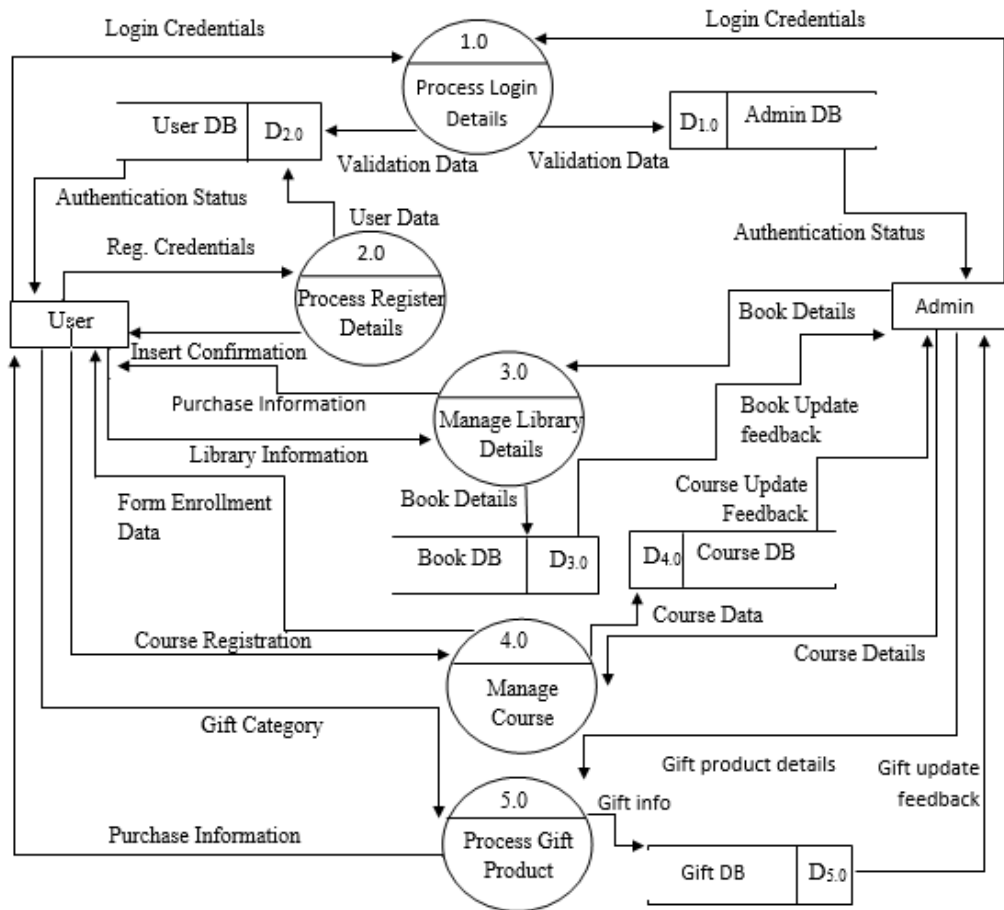 Login Credentials
Login Credentials
1.0
Process Login
Details
User DB
D2.0
D1.0
Admin DB
Validation Data
Validation Data
Authentication Status
User Data
Authentication Status
Reg. Credentials
2.0
Process Register
Details
User
Admin
Book Details
Insert Confirmation
3.0
Manage Library
Details
Purchase Information
Book Update
feedback
Library Information
Book Details
Course Update
Feedback
Form Enrollment
Data
Book DB
D3.0
D4.0
Course DB
Course Data
Course Registration
4.0
Manage
Course
Course Details
Gift Category
Gift product details
Gift update
feedback
5.0
Process Gift
Product
Gift info
Purchase Information
Gift DB
D5.0